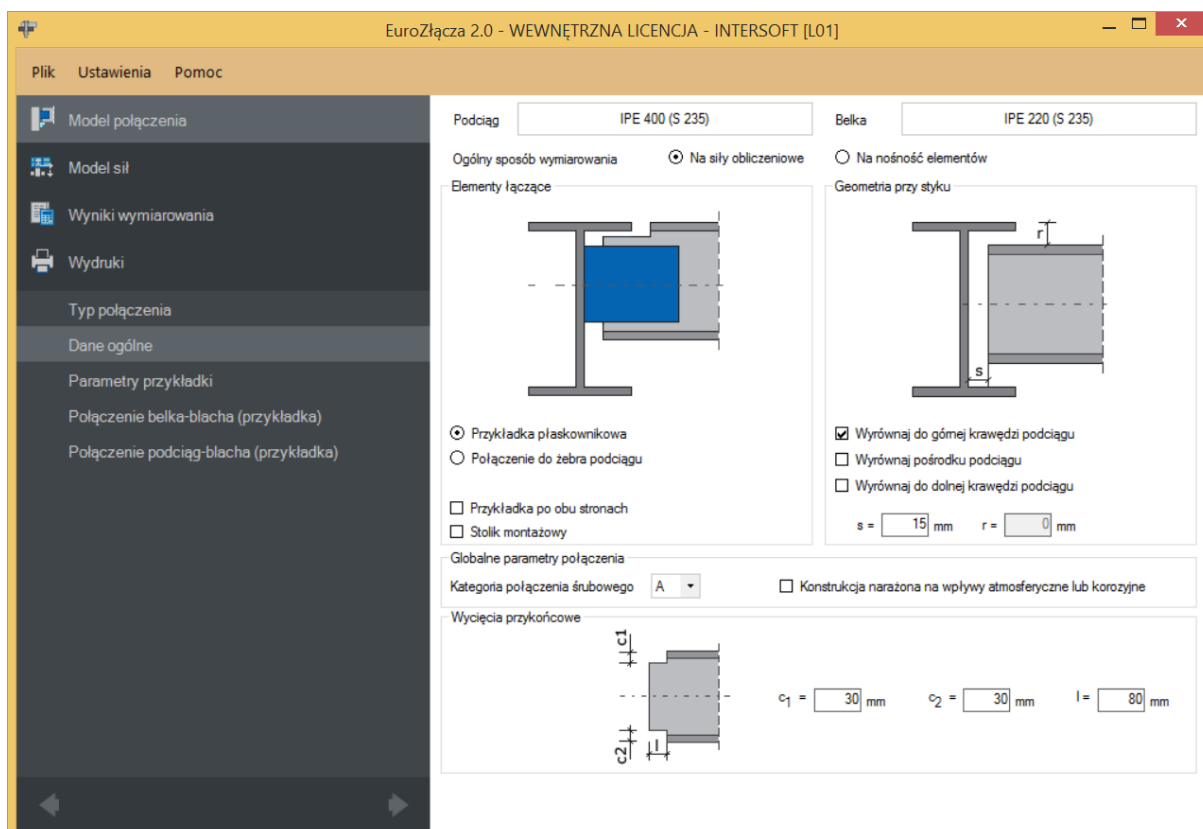 EuroZłącza 2.0 - WEWNĘTRZNA LICENCJA - INTERSOFT [L01]
Plik Ustawienia Pomoc
Model połączenia
Model sił
Wyniki wymiarowania
Wydruki
Typ połączenia
Dane ogólne
Parametry przykładki
Połączenie belka-blacha (przykładka)
Połączenie podciąg-blacha (przykładka)
Podciąg IPE 400 (S 235) Belka IPE 220 (S 235)
Ogólny sposób wymiarowania Na siły obliczeniowe Na nośność elementów
Elementy łączące
Przykładka płaskownikowa
Połączenie do żebra podciągu
Przykładka po obu stronach
Stolik montażowy
Geometria przy styku
r
s
Wyrównaj do górnej krawędzi podciągu
Wyrównaj pośrodku podciągu
Wyrównaj do dolnej krawędzi podciągu
s = 15 mm r = 0 mm
Globalne parametry połączenia
Kategoria połączenia śrubowego A Konstrukcja narażona na wpływy atmosferyczne lub korozyjne
Wycięcia przykońcowe
c1
c2
l
c1 = 30 mm c2 = 30 mm l = 80 mm